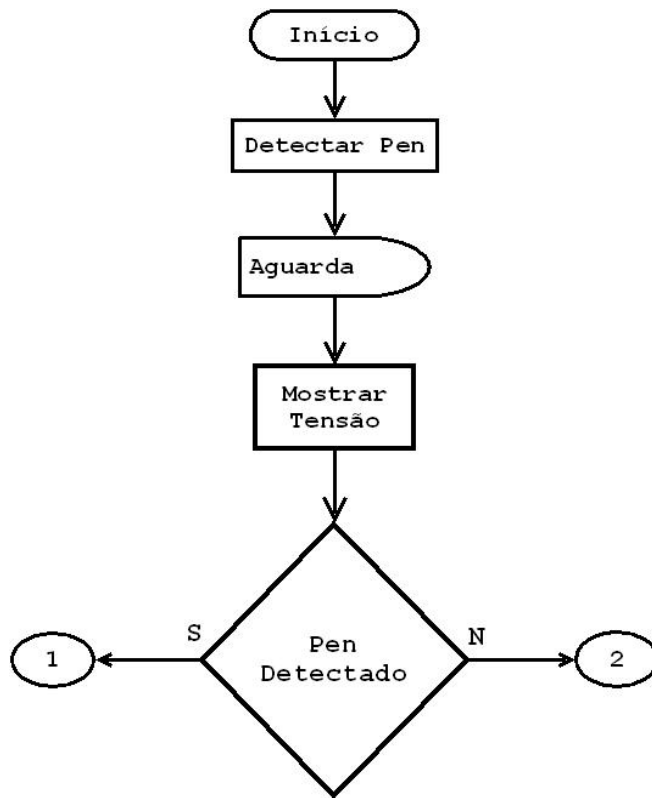 Início
Detectar Pen
Aguarda
Mostrar
Tensão
S
N
1
Pen
Detectado
2